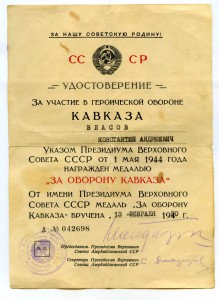 ЗА НАШУ СОВЕТСКУЮ РОДИНУ!
СС СР
УДОСТОВЕРЕНИЕ
ЗА УЧАСТИЕ В ГЕРОИЧЕСКОЙ ОБОРОНЕ
КАВКАЗА
ВЛАСОВ
КОНСТАНТИН АНДРЕЕВИЧ
УКАЗОМ ПРЕЗИДИУМА ВЕРХОВНОГО
СОВЕТА СССР ОТ 1 МАЯ 1944 ГОДА
НАГРАЖДЕН МЕДАЛЬЮ
„ЗА ОБОРОНУ КАВКАЗА"
ОТ ИМЕНИ ПРЕЗИДИУМА ВЕРХОВНОГО
СОВЕТА СССР МЕДАЛЬ „ЗА ОБОРОНУ
КАВКАЗА" ВРУЧЕНА
ФЕВРАЛЯ
А № 042698
Председатель Президиума Верховного
Совета Азербайджанской ССР
Секретарь Президиума Верховного
Совета Азербайджанской ССР